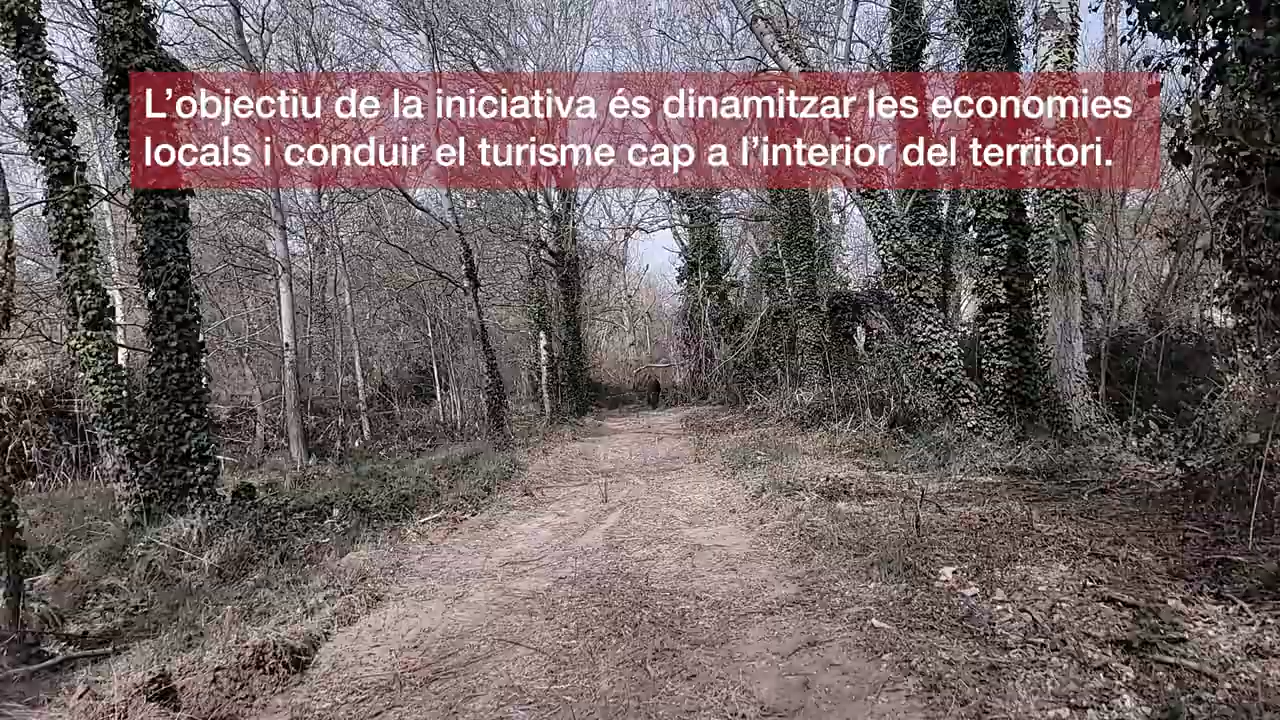 L’objectiu de la iniciativa és dinamitzar les economies
locals i conduir el turisme cap a l’interior del territori.